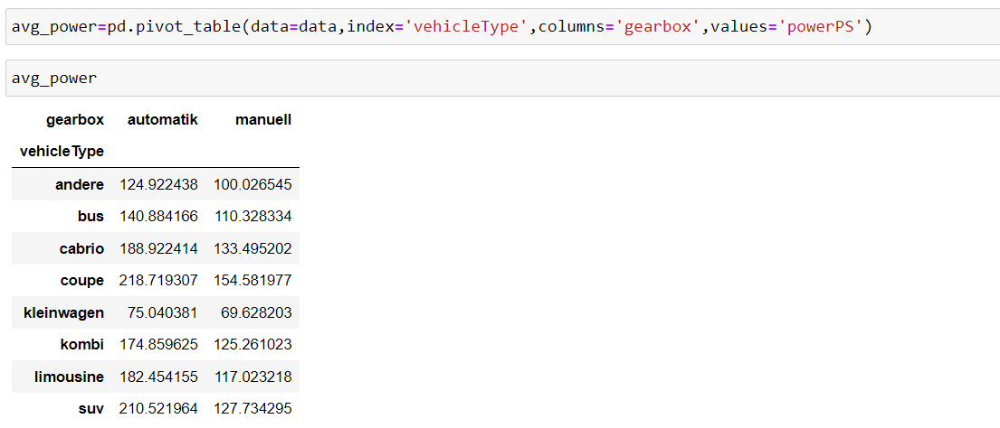 avg_power=pd.pivot_table(data=data,index='vehicleType',columns='gearbox',values='powerPS')
avg_power
gearbox automatik manuell
vehicleType
andere 124.922438 100.026545
bus 140.884166 110.328334
cabrio 188.922414 133.495202
coupe 218.719307 154.581977
kleinwagen 75.040381 69.628203
kombi 174.859625 125.261023
limousine 182.454155 117.023218
suv 210.521964 127.734295